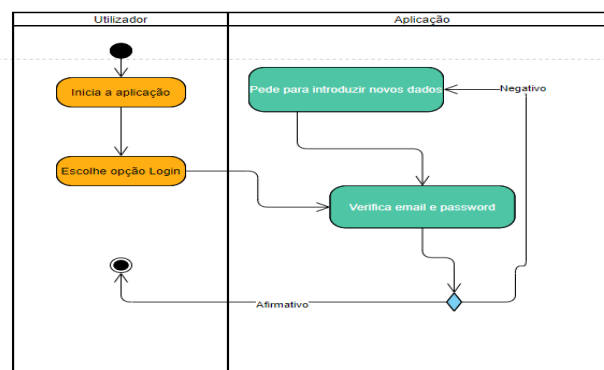 Utilizador
Aplicação
Inicia a aplicação
Pede para introduzir novos dados
Negativo
Escolhe opção Login
Verifica email e password
Afirmativo